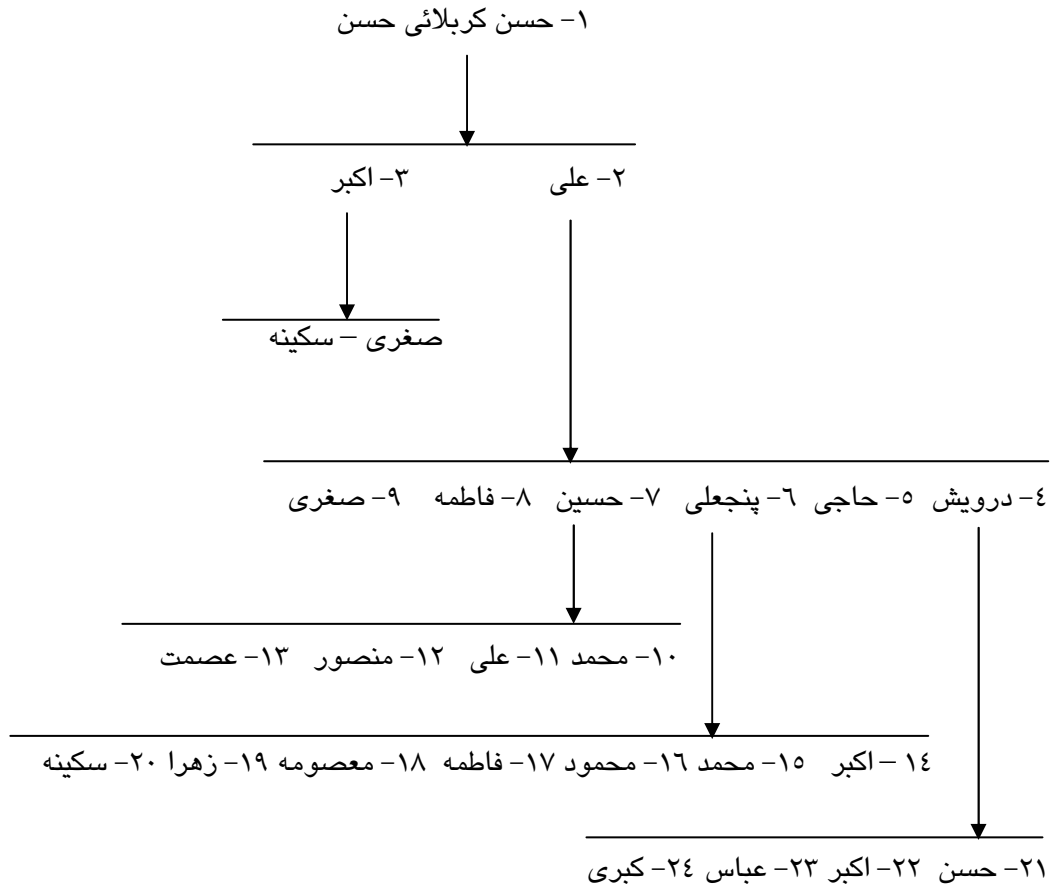 ۱- حسن کربلائی حسن
۲- علی ۳- اکبر
صغری – سکینه
٤- درویش ٥- حاجی ٦- پنجعلی ۷- حسین ۸- فاطمه ۹- صغری
۱۰- محمد ۱۱- علی ۱۲- منصور ۱۳- عصمت
۱٤ – اکبر ۱٥- محمد ۱٦- محمود ۱۷- فاطمه ۱۸- معصومه ۱۹- زهرا ۲۰- سکینه
۲۱- حسن ۲۲- اکبر ۲۳- عباس ۲٤- کبری